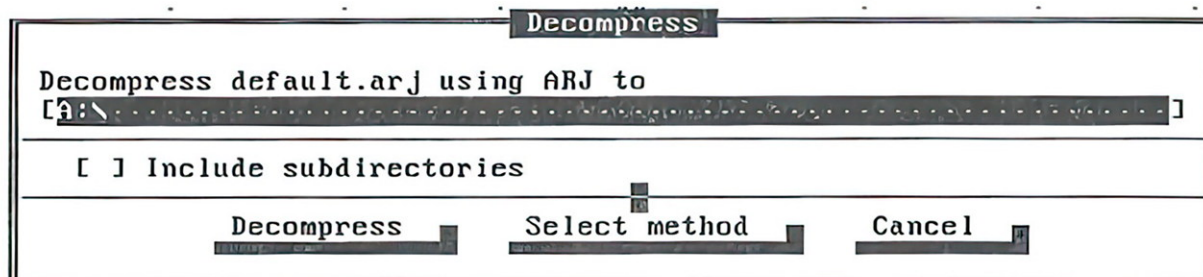 Decompress
Decompress default.arj using ARJ to
[A:\ ]
[ ] Include subdirectories
Decompress Select method Cancel